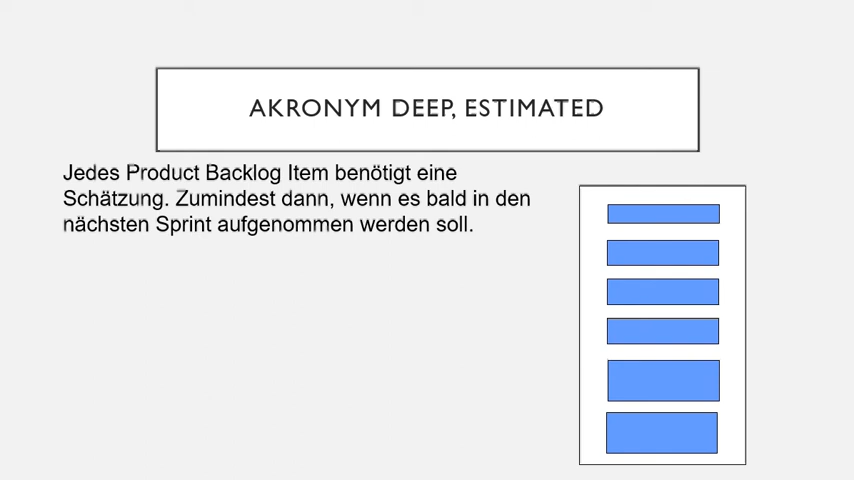 AKRONYM DEEP, ESTIMATED
Jedes Product Backlog Item benötigt eine
Schätzung. Zumindest dann, wenn es bald in den
nächsten Sprint aufgenommen werden soll.